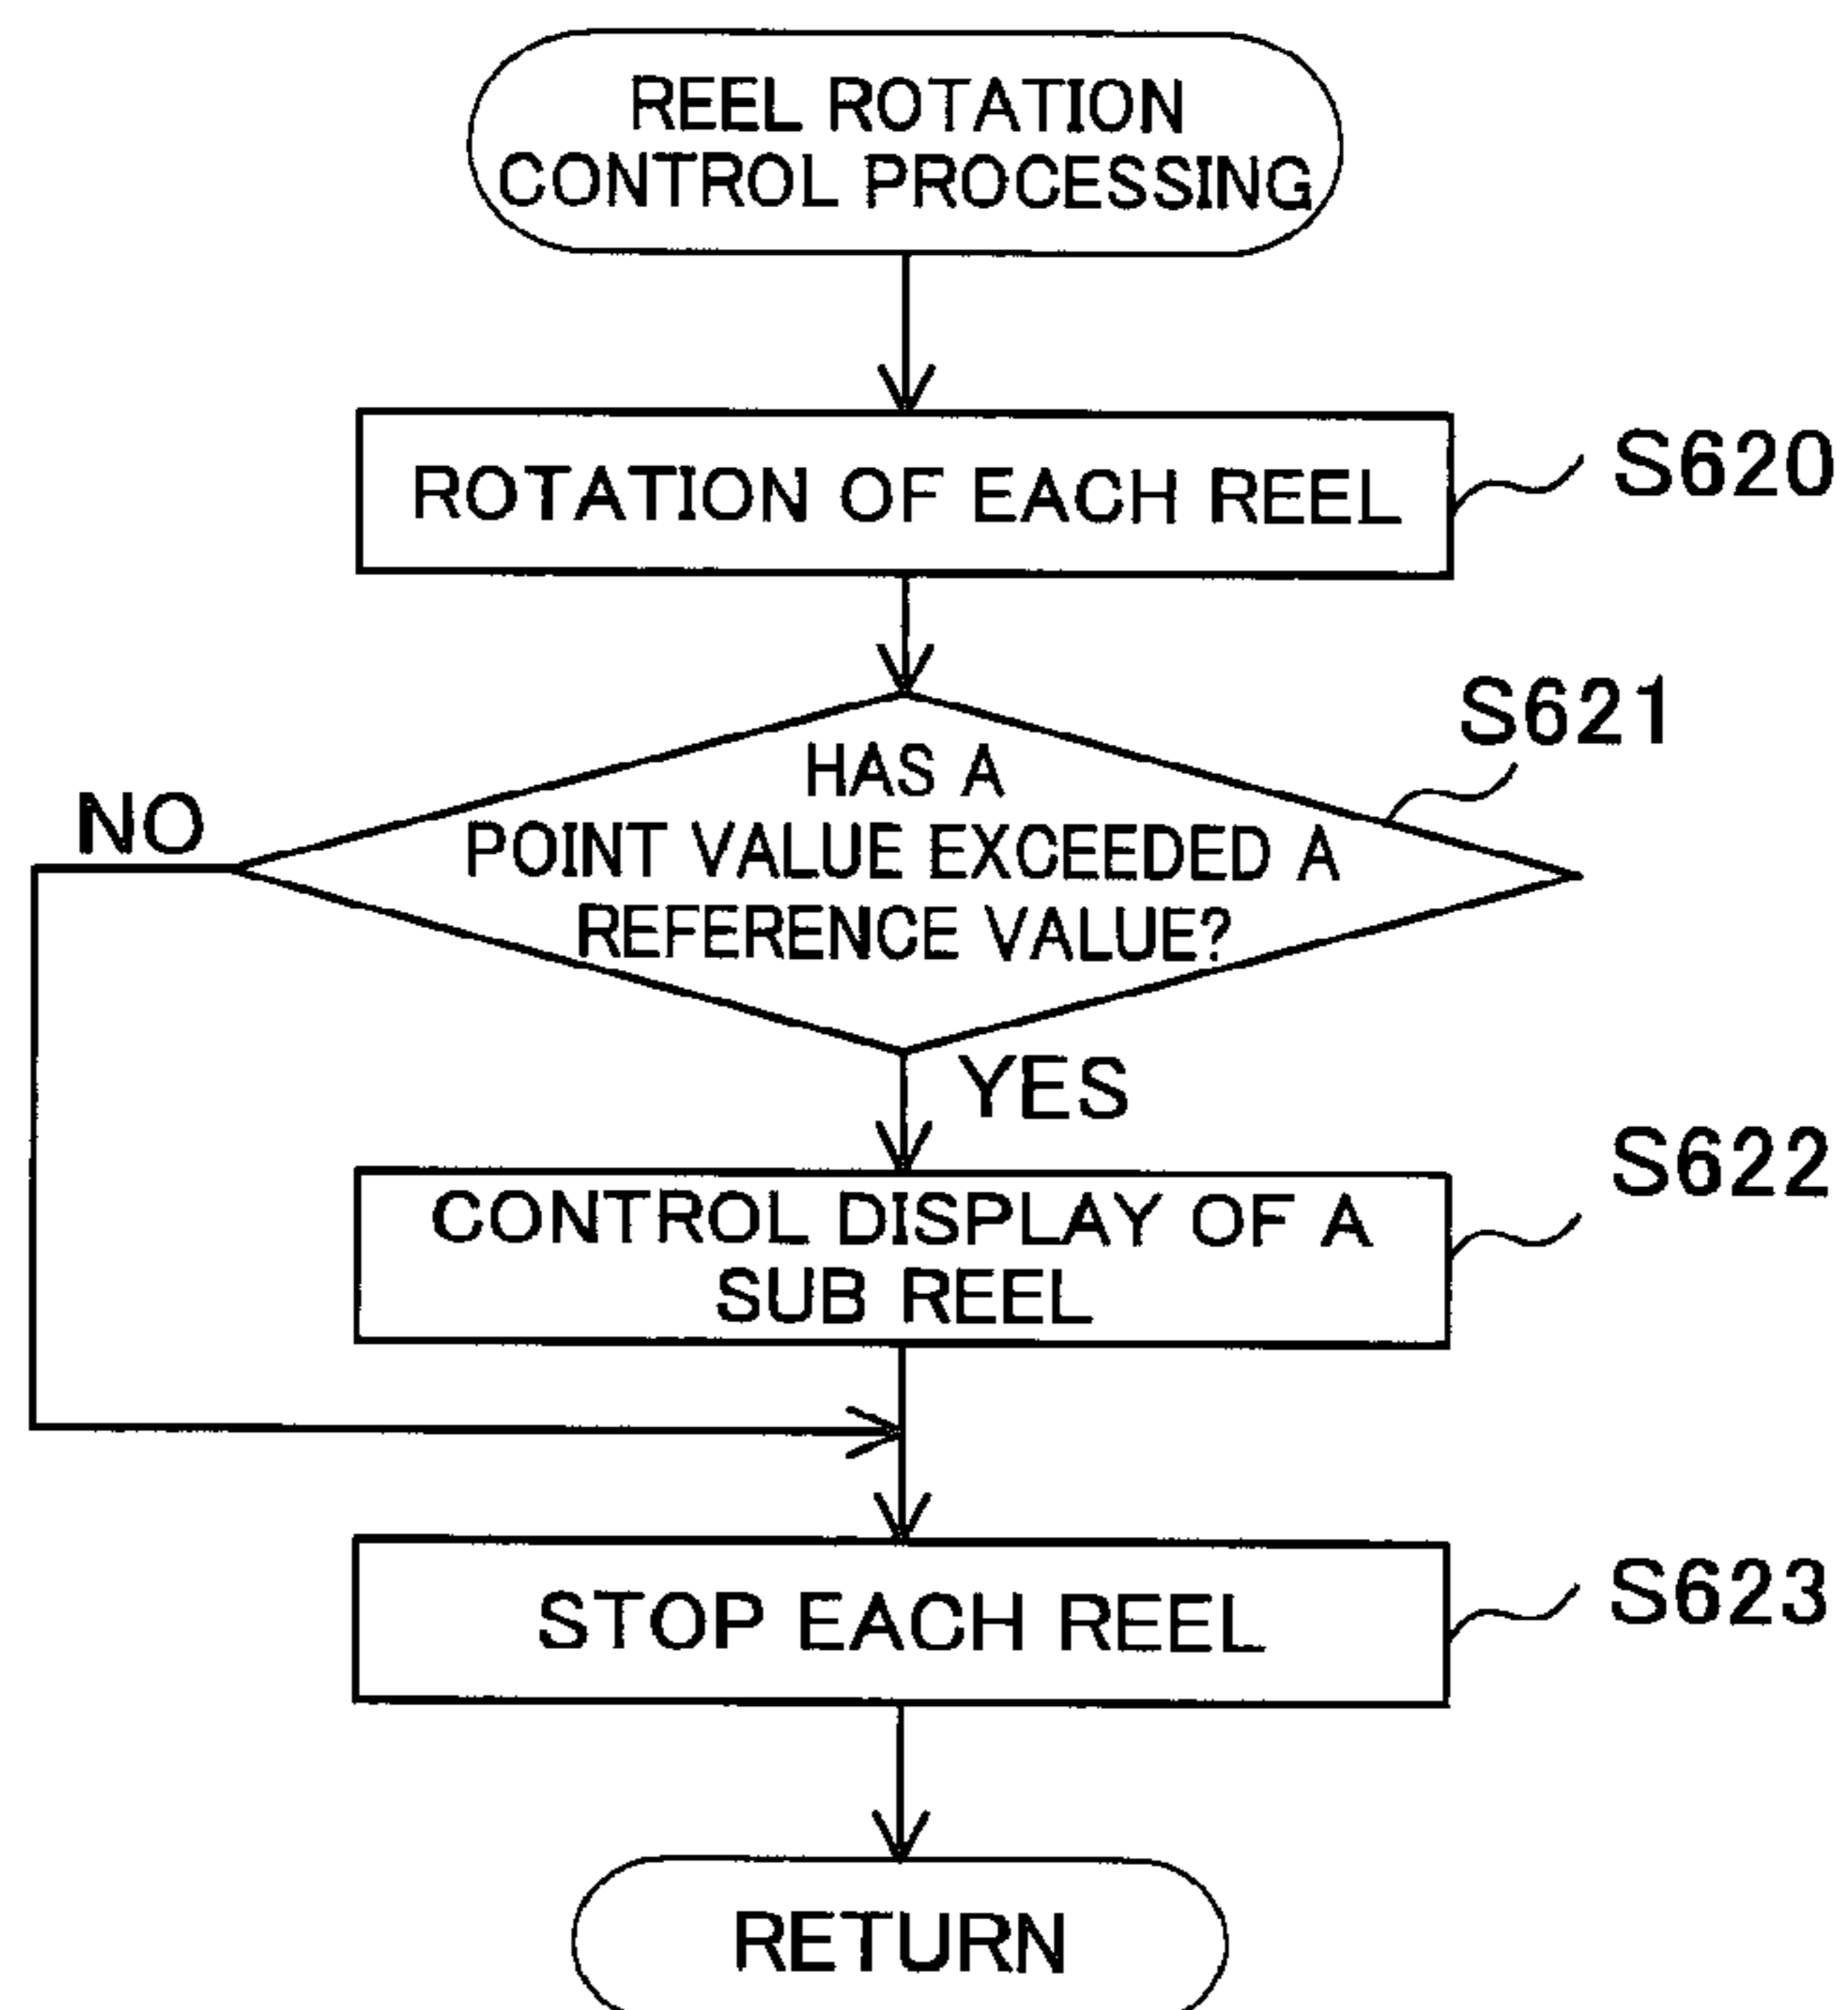 REEL ROTATION
CONTROL PROCESSING
ROTATION OF EACH REEL
S620
S621
HAS A
POINT VALUE EXCEEDED A
REFERENCE VALUE?
NO
YES
S622
CONTROL DISPLAY OF A
SUB REEL
STOP EACH REEL
S623
RETURN